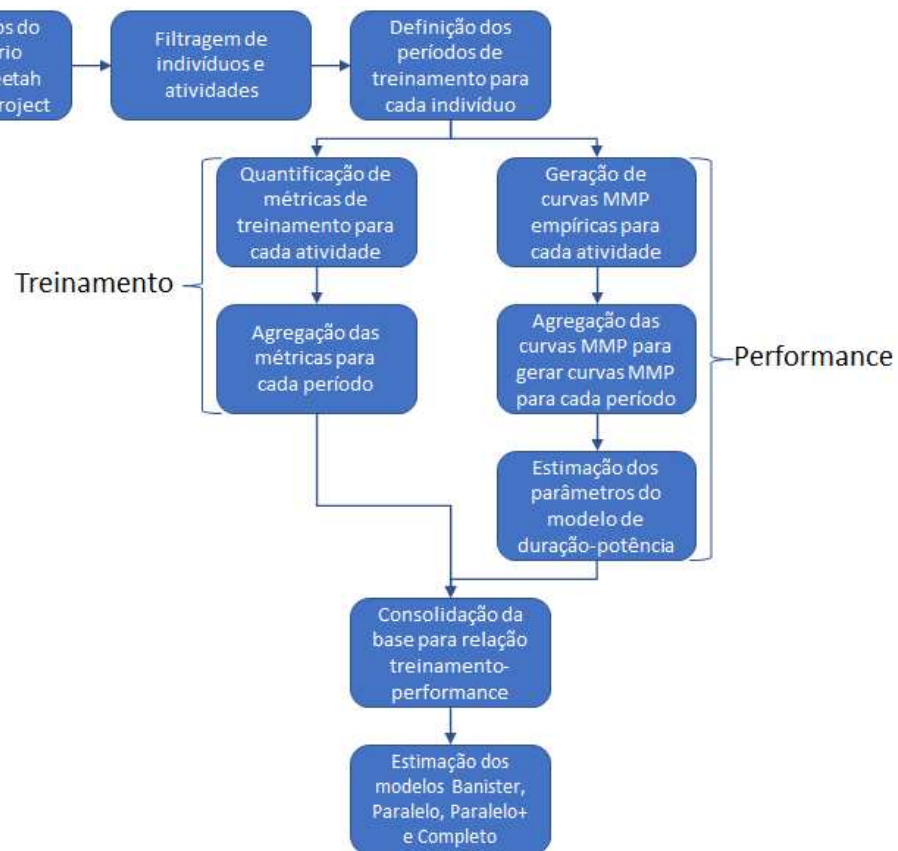 os do
rio
eetah
roject
Filtragem de
indivíduos e
atividades
Definição dos
períodos de
treinamento para
cada indivíduo
Treinamento
Quantificação de
métricas de
treinamento para
cada atividade
Agregação das
métricas para
cada período
Geração de
curvas MMP
empíricas para
cada atividade
Agregação das
curvas MMP para
gerar curvas MMP
para cada período
Estimação dos
parâmetros do
modelo de
duração-potência
Performance
Consolidação da
base para relação
treinamento-
performance
Estimação dos
modelos Banister,
Paralelo, Paralelo+
e Completo